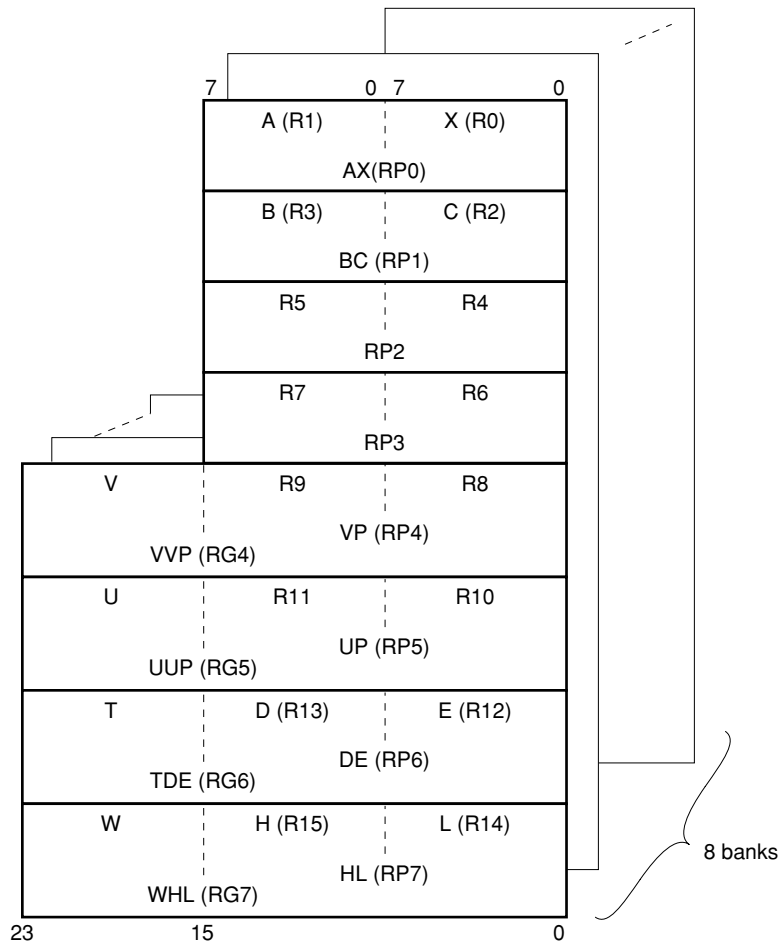 7 0 7 0
A (R1) X (R0)
AX(RP0)
B (R3) C (R2)
BC (RP1)
R5 R4
RP2
R7 R6
RP3
V R9 R8
VP (RP4)
VVP (RG4)
U R11 R10
UP (RP5)
UUP (RG5)
T D (R13) E (R12)
DE (RP6)
TDE (RG6)
W H (R15) L (R14)
8 banks
HL (RP7)
WHL (RG7)
23 15 0